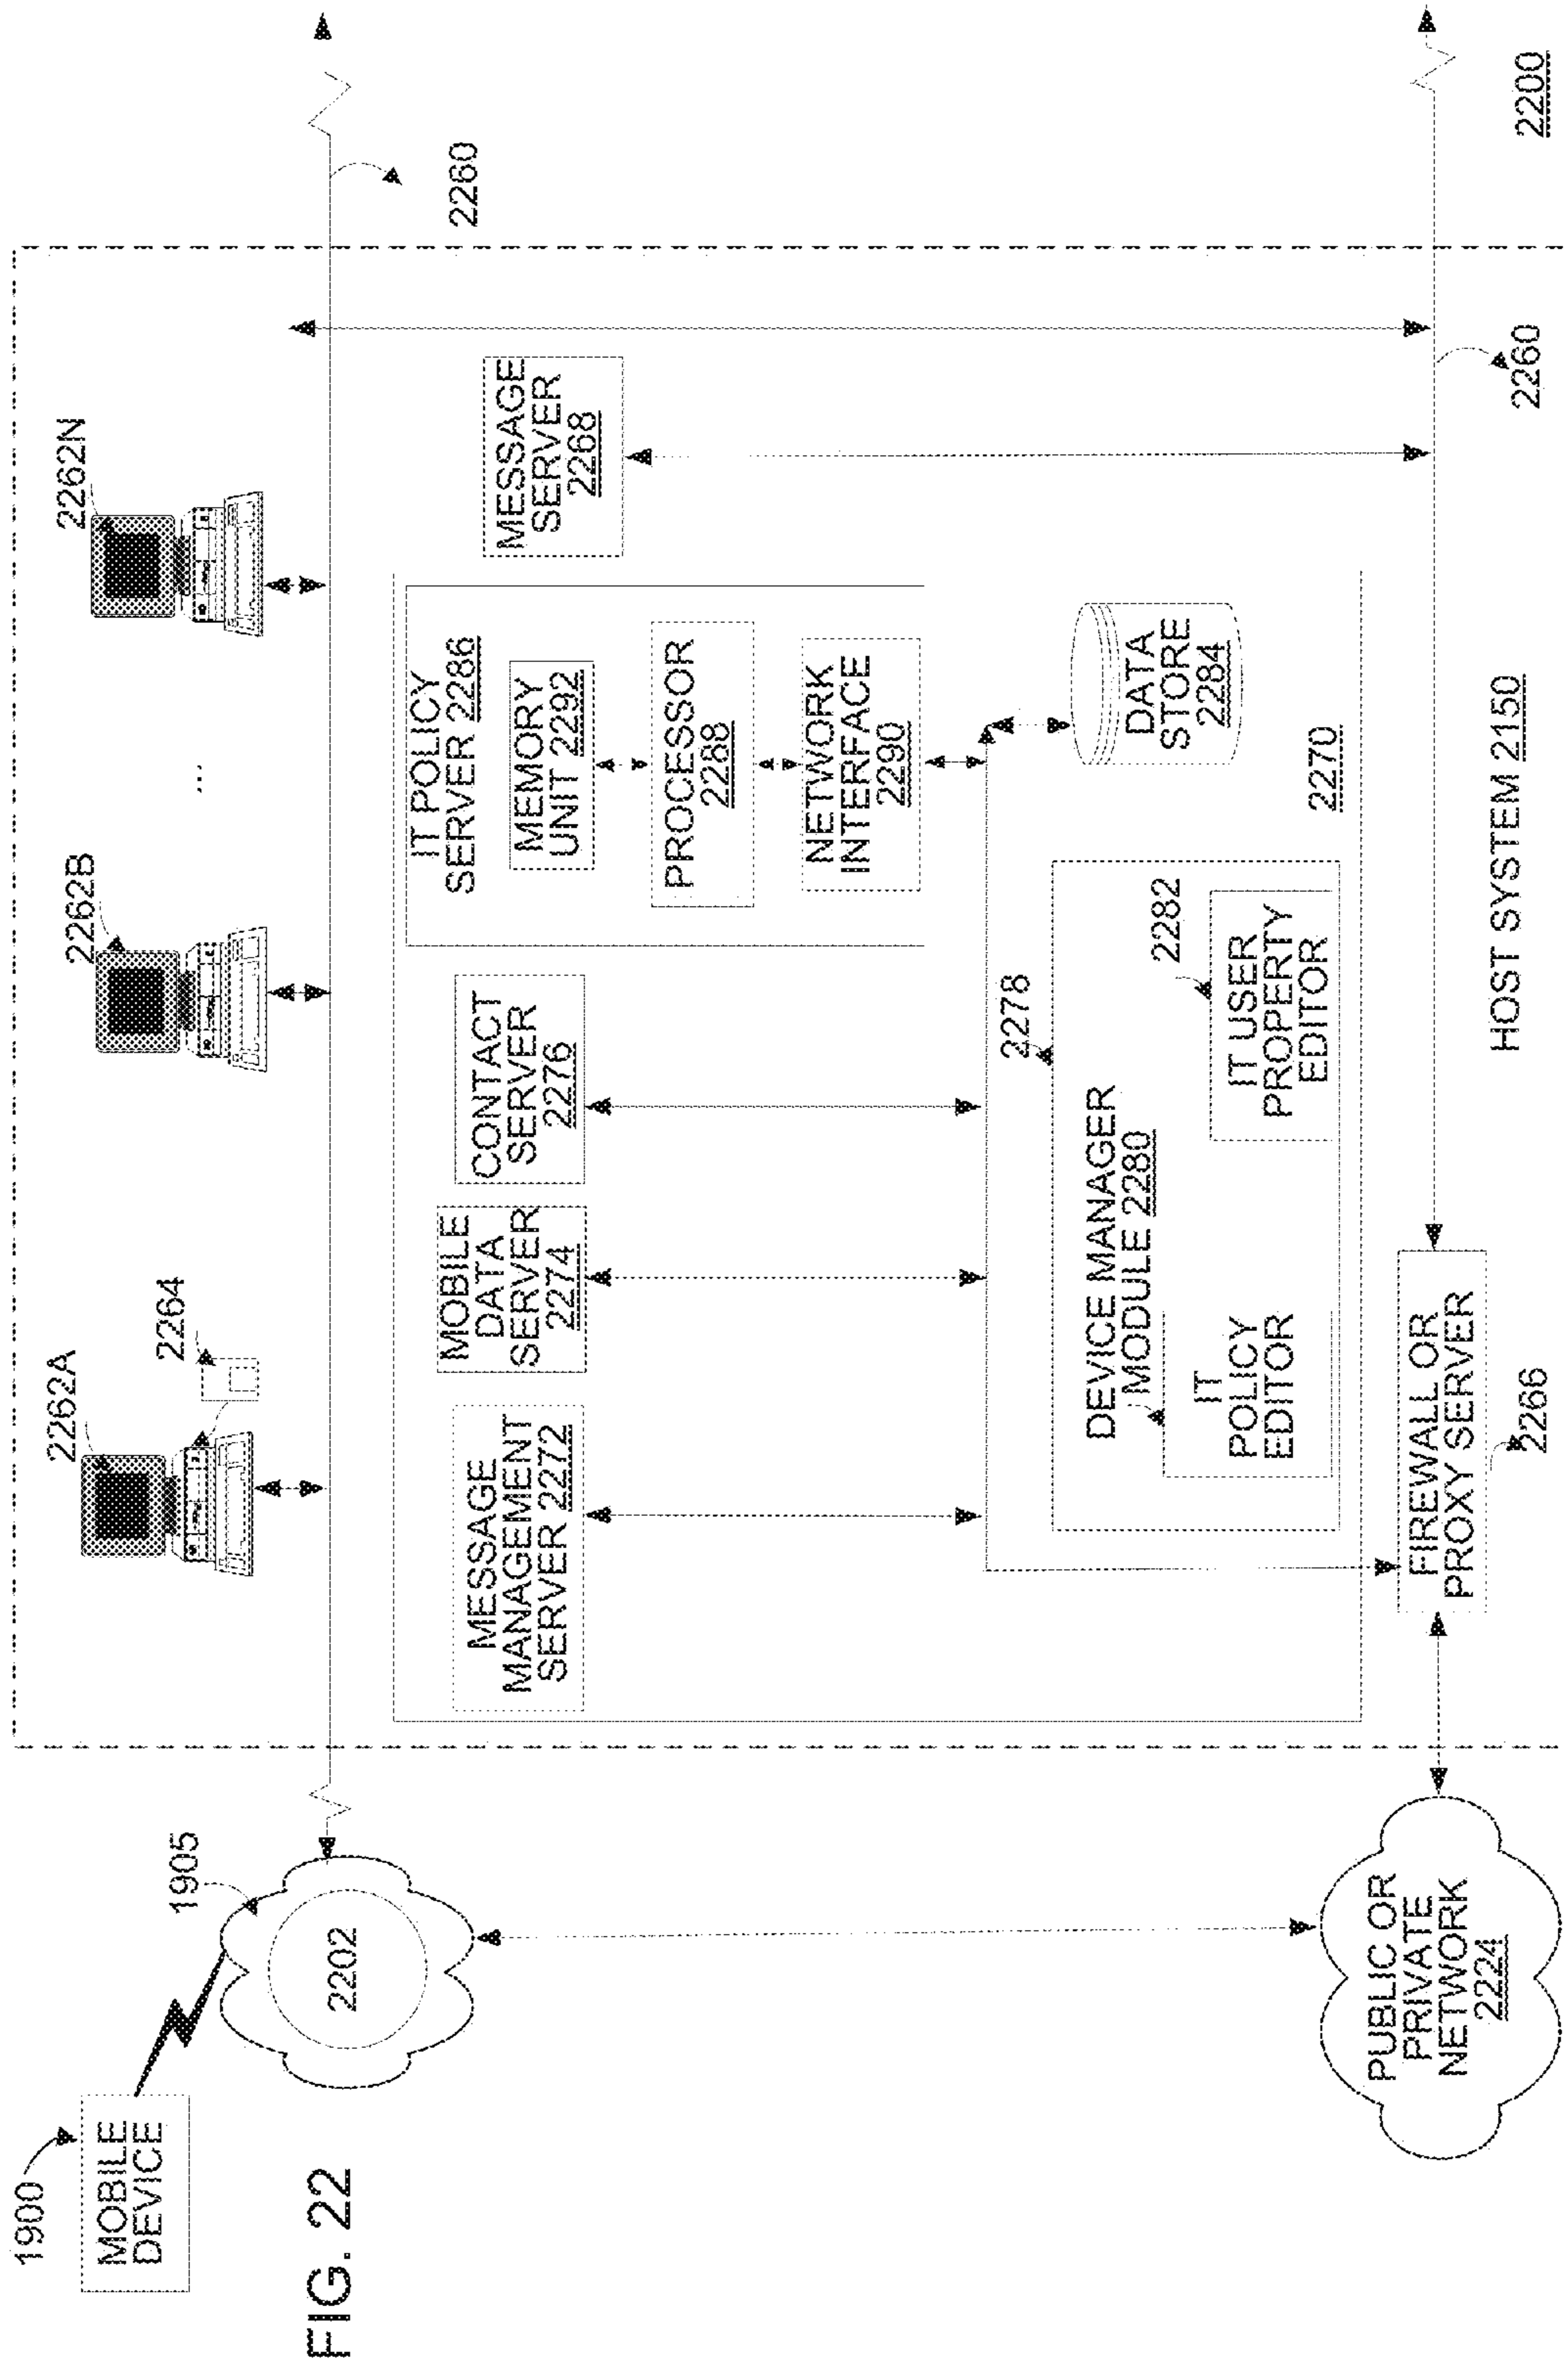 1900
MOBILE
DEVICE
FIG. 22
1905
2202
PUBLIC OR
PRIVATE
NETWORK
2224
2262A
2264
2262B
...
2262N
2260
MESSAGE
MANAGEMENT
SERVER 2272
MOBILE
DATA
SERVER
2274
CONTACT
SERVER
2276
IT POLICY
SERVER 2286
MEMORY
UNIT 2292
PROCESSOR
2288
NETWORK
INTERFACE
2290
MESSAGE
SERVER
2268
2278
DEVICE MANAGER
MODULE 2280
IT
POLICY
EDITOR
2282
IT USER
PROPERTY
EDITOR
DATA
STORE
2284
2270
FIREWALL OR
PROXY SERVER
2266
HOST SYSTEM 2150
2260
2200